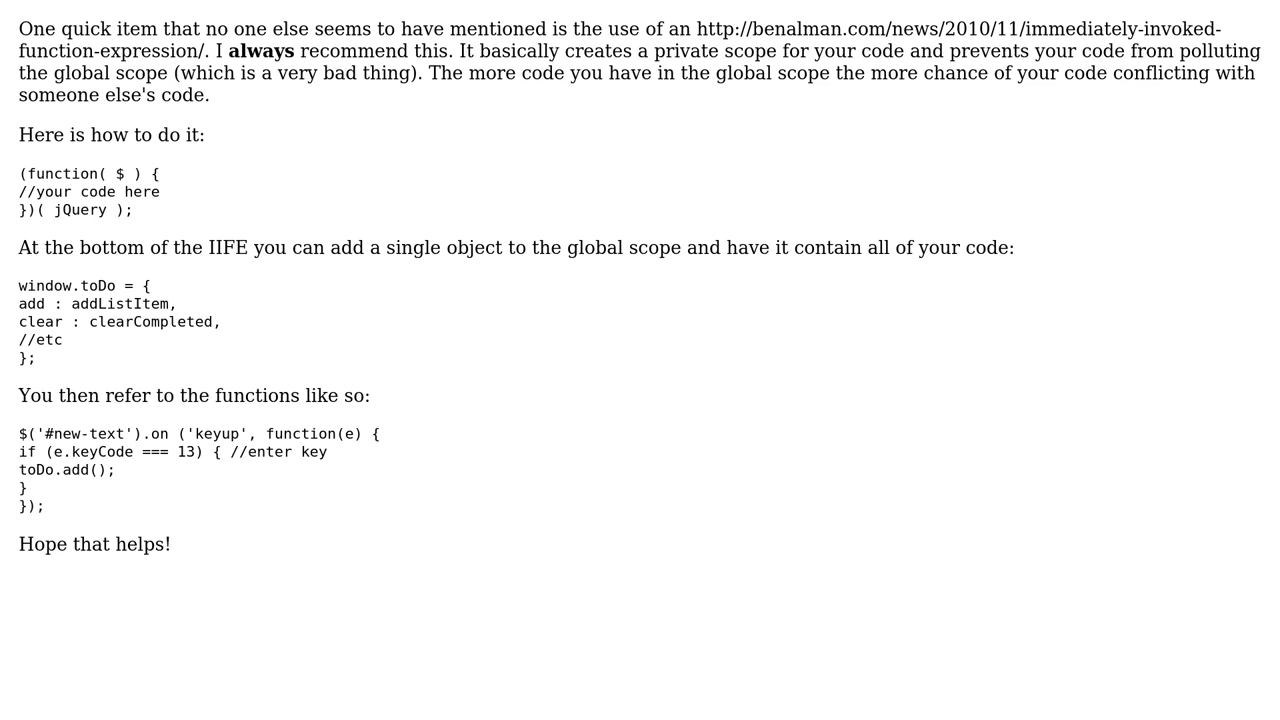 One quick item that no one else seems to have mentioned is the use of an http://benalman.com/news/2010/11/immediately-invoked-
function-expression/. I always recommend this. It basically creates a private scope for your code and prevents your code from polluting
the global scope (which is a very bad thing). The more code you have in the global scope the more chance of your code conflicting with
someone else's code.
Here is how to do it:
(function( $ ) {
//your code here
})( jQuery );
At the bottom of the IIFE you can add a single object to the global scope and have it contain all of your code:
window.toDo = {
add : addListItem,
clear : clearCompleted,
//etc
};
You then refer to the functions like so:
$('#new-text').on ('keyup', function(e) {
if (e.keyCode === 13) { //enter key
toDo.add();
}
});
Hope that helps!